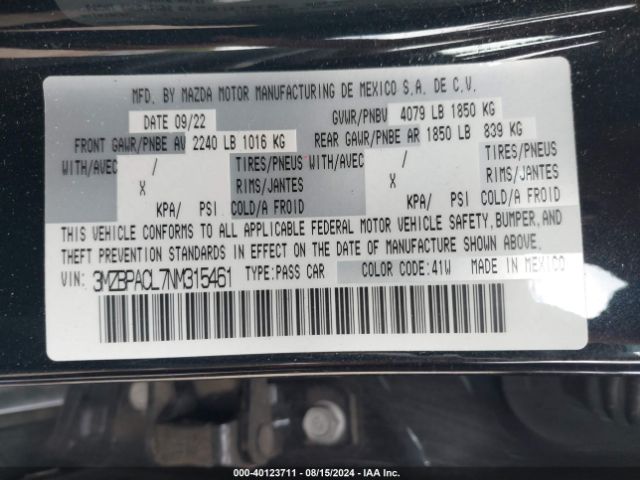 MFD. BY MAZDA MOTOR MANUFACTURING DE MEXICO S.A. DE C.V.
DATE 09/22 GVWR/PNBV 4079 LB 1850 KG
FRONT GAWR/PNBE AV 2240 LB 1016 KG REAR GAWR/PNBE AR 1850 LB 839 KG
WITH/AVEC / TIRES/PNEUS WITH/AVEC / TIRES/PNEUS
X RIMS/JANTES X RIMS/JANTES
KPA/ PSI COLD/A FROID KPA/ PSI COLD/A FROID
THIS VEHICLE CONFORMS TO ALL APPLICABLE FEDERAL MOTOR VEHICLE SAFETY, BUMPER, AND
THEFT PREVENTION STANDARDS IN EFFECT ON THE DATE OF MANUFACTURE SHOWN ABOVE.
VIN: 3MZBPACL7NM315461 TYPE:PASS CAR COLOR CODE:41W MADE IN MEXICO
000-40123711 - 08/15/2024 - IAA Inc.